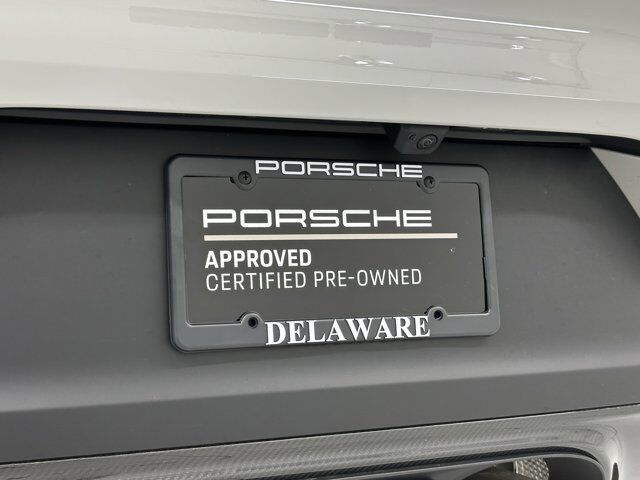 PORSCHE
PORSCHE
APPROVED
CERTIFIED PRE-OWNED
DELAWARE